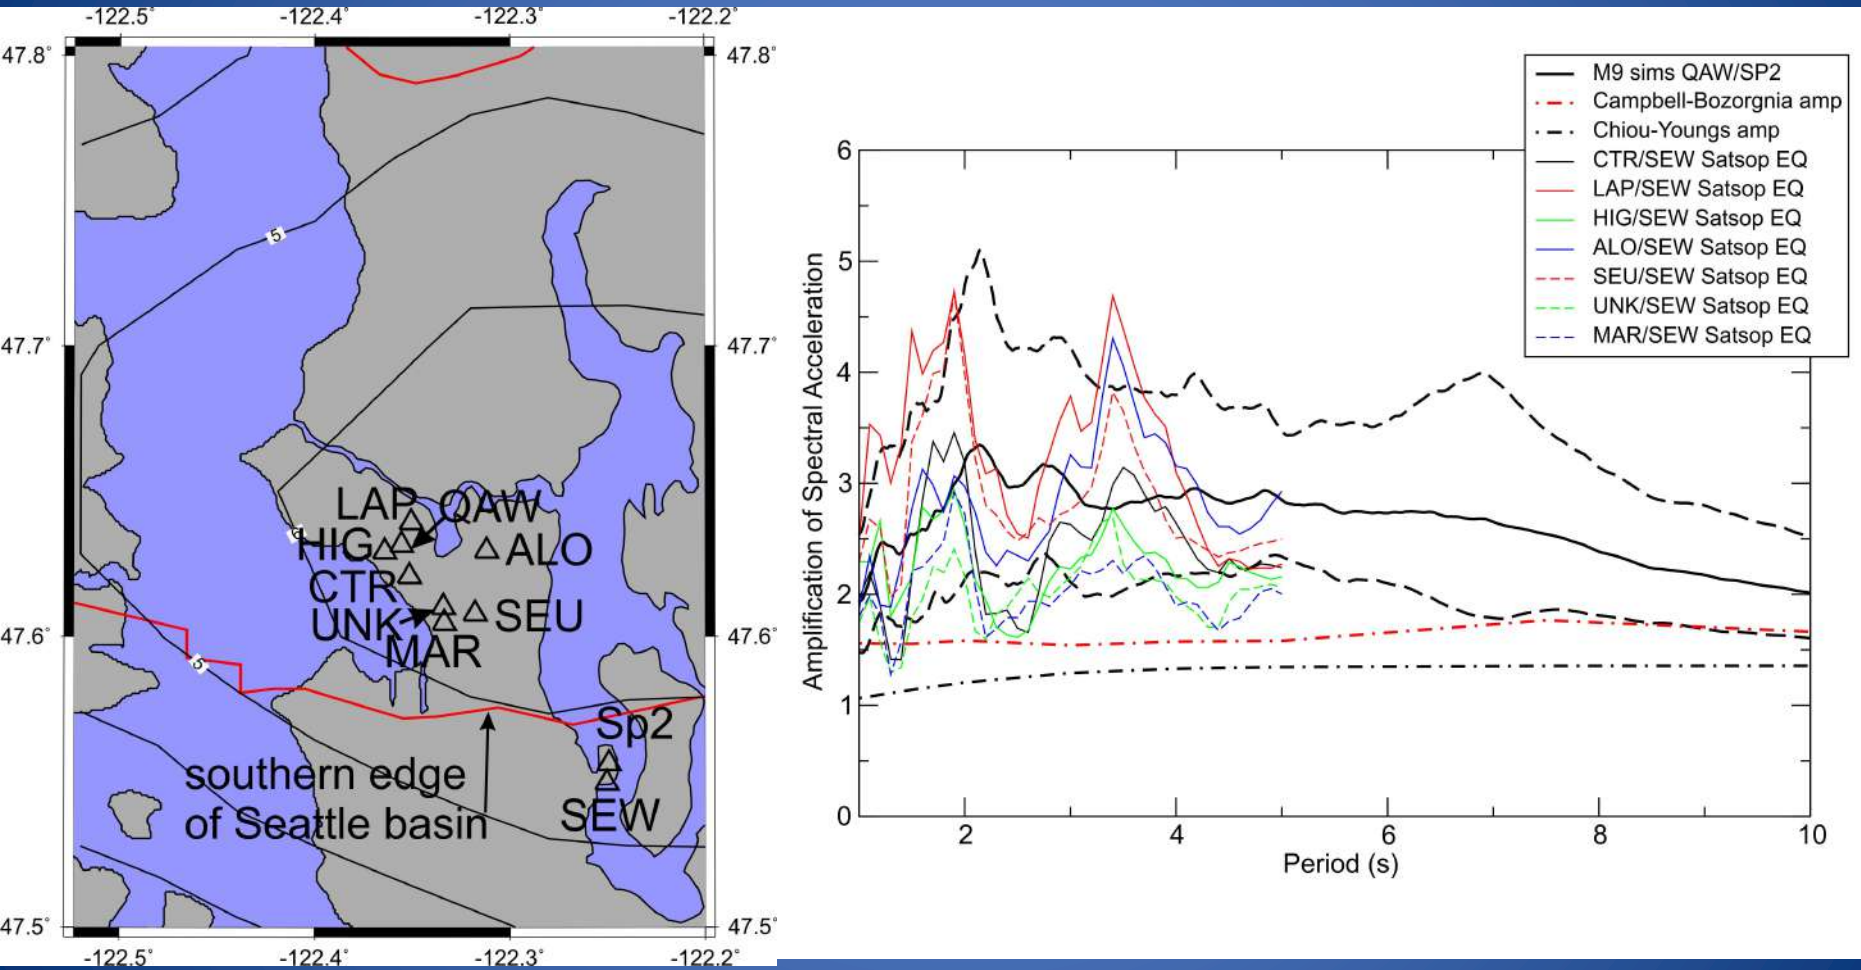 -122.5° -122.4° -122.3° -122.2°
47.8° 47.8°
5
47.7° 47.7°
LAP QAW
HIG ALO
CTR
UNK SEU
MAR
47.6° 47.6°
5
Sp2
southern edge
of Seattle basin
SEW
47.5° 47.5°
-122.5° -122.4° -122.3° -122.2°
M9 sims QAW/SP2
Campbell-Bozorgnia amp
Chiou-Youngs amp
CTR/SEW Satsop EQ
LAP/SEW Satsop EQ
HIG/SEW Satsop EQ
ALO/SEW Satsop EQ
SEU/SEW Satsop EQ
UNK/SEW Satsop EQ
MAR/SEW Satsop EQ
Amplification of Spectral Acceleration
6
5
4
3
2
1
0
2 4 6 8 10
Period (s)